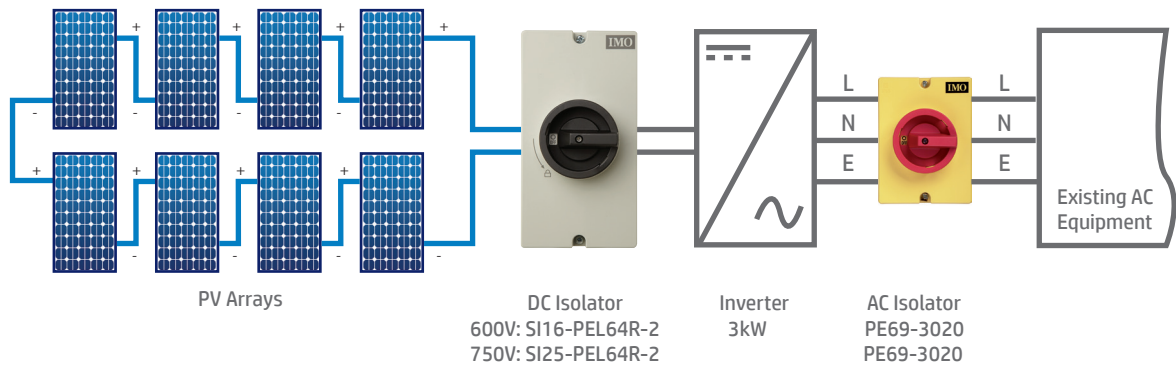 + + + +
- - - -
+ + + +
- - - -
IMO
L
N
E
IMO
L
N
E
Existing AC
Equipment
PV Arrays
DC Isolator
600V: SI16-PEL64R-2
750V: SI25-PEL64R-2
Inverter
3kW
AC Isolator
PE69-3020
PE69-3020